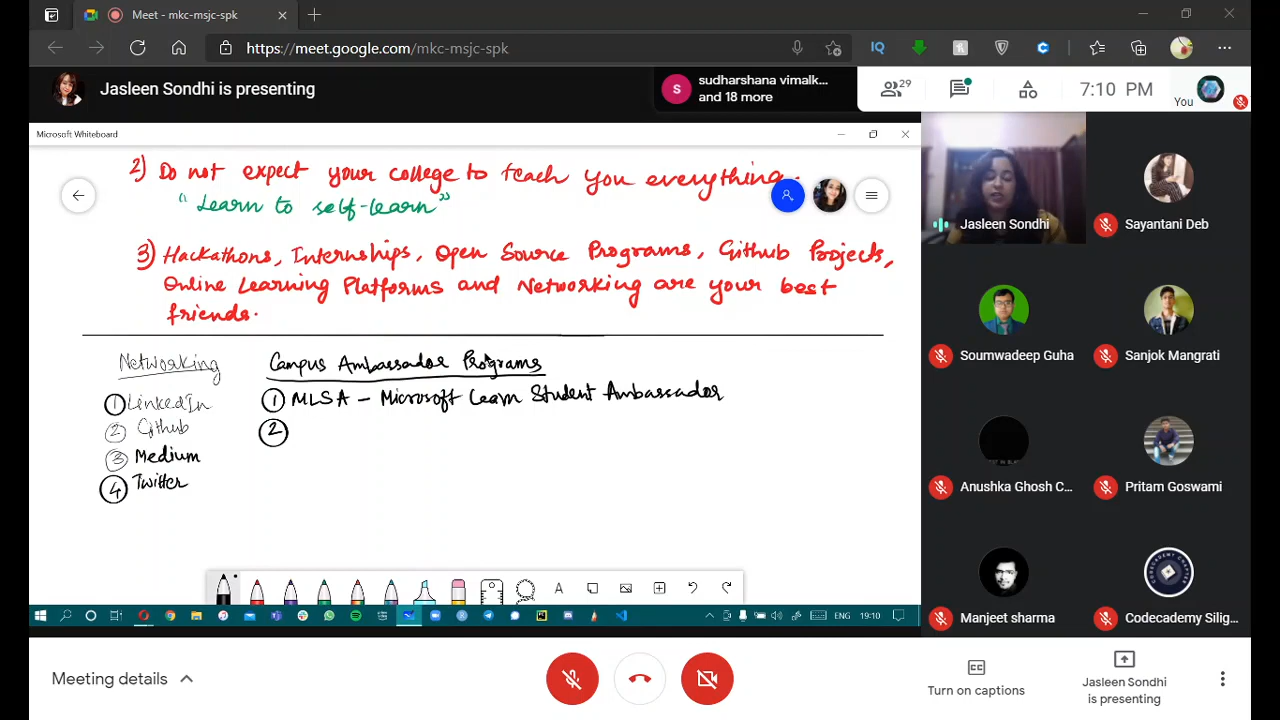 Meet - mkc-msjc-spk
https://meet.google.com/mkc-msjc-spk
IQ
Jasleen Sondhi is presenting
S
sudharshana vimalk...
and 18 more
29
7:10 PM
You
Microsoft Whiteboard
2) Do not expect your college to teach you everything.
"Learn to self-learn"
3) Hackathons, Internships, Open Source Programs, Github Projects,
Online Learning Platforms and Networking are your best
friends.
Networking
1 LinkedIn
2 Github
3 Medium
4 Twitter
Campus Ambassador Programs
1 MLSA - Microsoft Learn Student Ambassador
2
A
ENG
19:10
Jasleen Sondhi
Sayantani Deb
Soumwadeep Guha
Sanjok Mangrati
Anushka Ghosh C...
Pritam Goswami
Manjeet sharma
CODECADEMY CHAPTER
Codecademy Silig...
Meeting details
Turn on captions
Jasleen Sondhi
is presenting